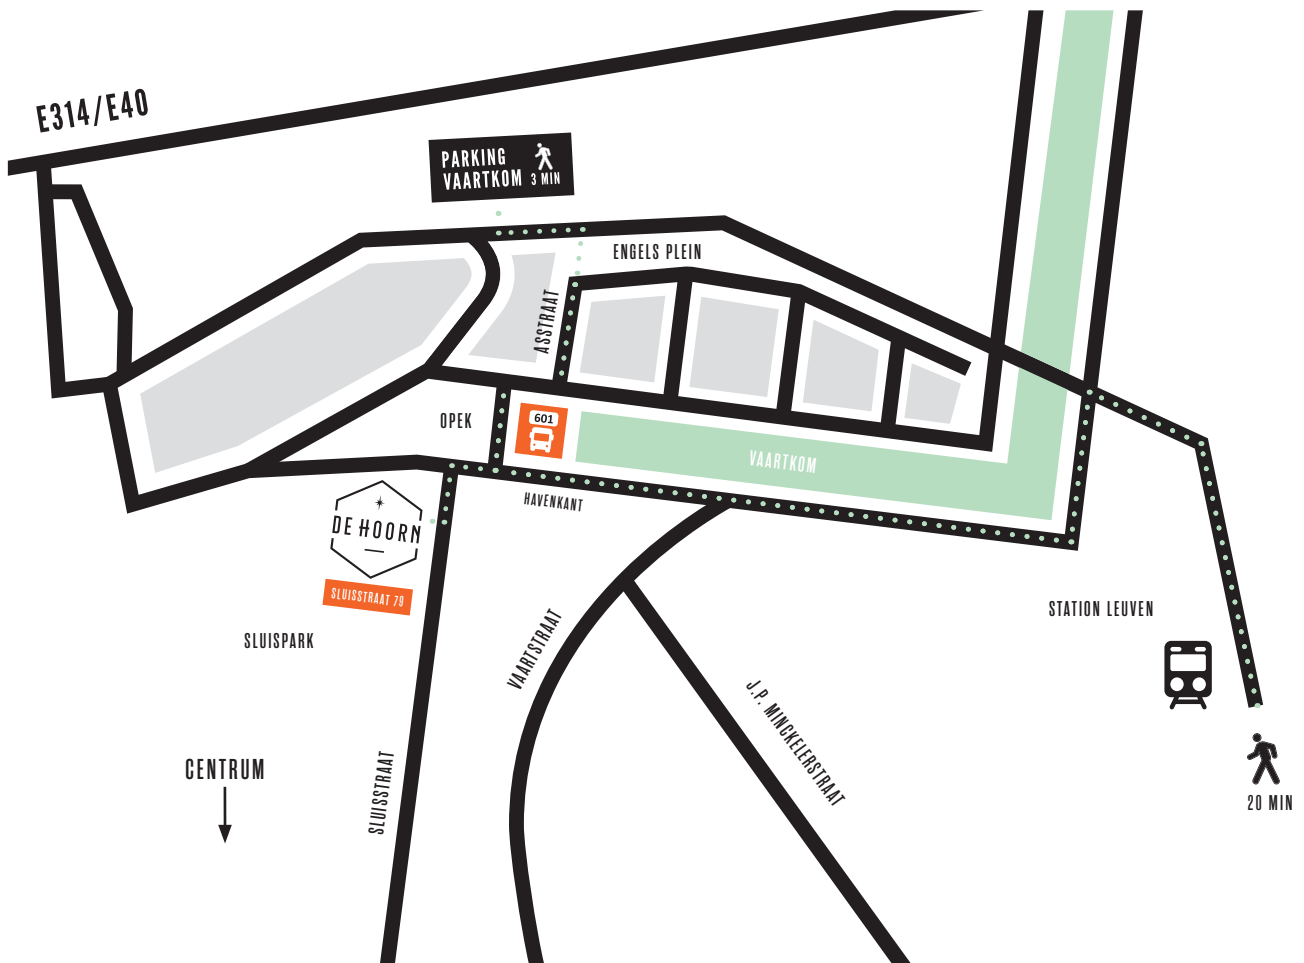 E314/E40
PARKING
VAARTKOM 3 MIN
ENGELS PLEIN
ASSTRAAT
OPEK
601
VAARTKOM
HAVENKANT
DE HOORN
SLUISSTRAAT 79
SLUISPARK
VAARTSTRAAT
STATION LEUVEN
J.P. MINCKELERSTRAAT
CENTRUM
SLUISSTRAAT
20 MIN